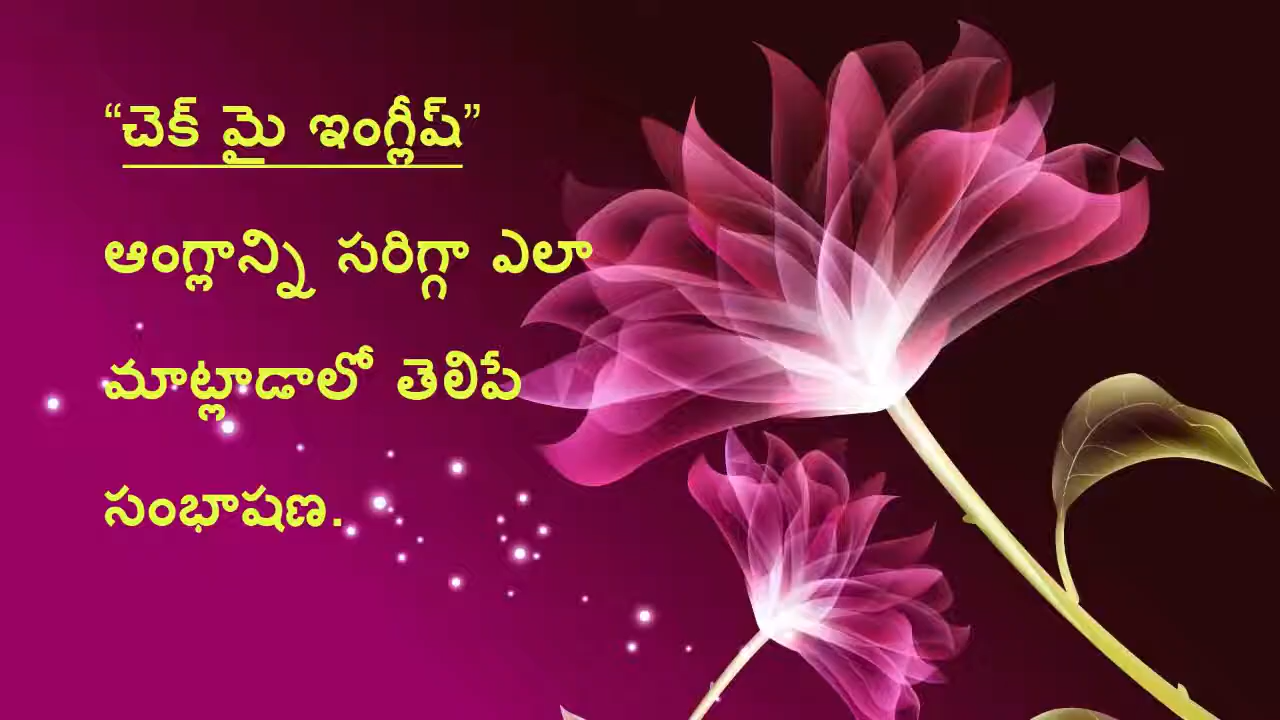 “చెక్ మై ఇంగ్లీష్”
ఆంగ్లాన్ని సరిగ్గా ఎలా
మాట్లాడాలో తెలిపే
సంభాషణ.